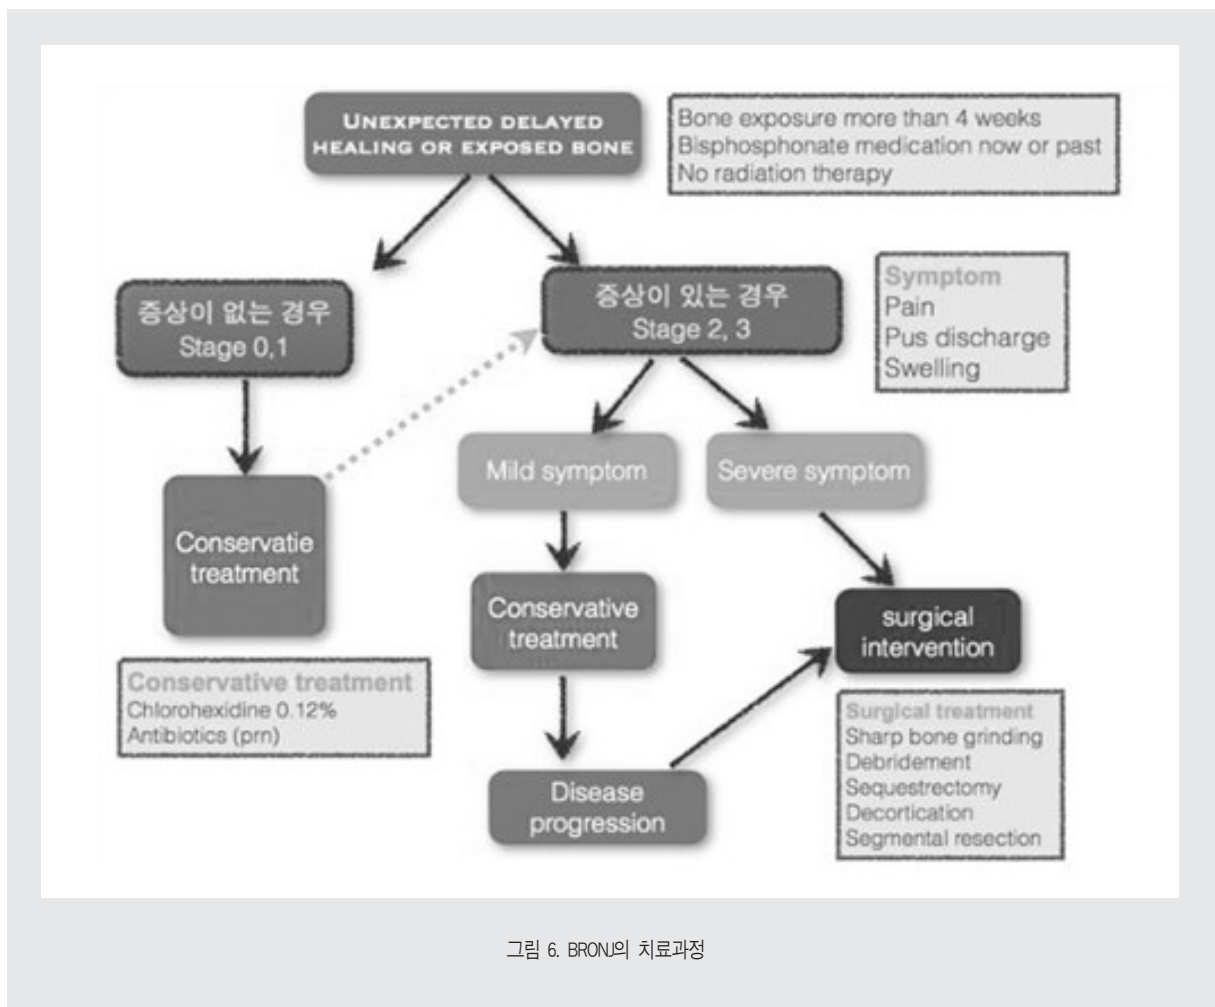 UNEXPECTED DELAYED
HEALING OR EXPOSED BONE
Bone exposure more than 4 weeks
Bisphosphonate medication now or past
No radiation therapy
증상이 없는 경우
Stage 0,1
증상이 있는 경우
Stage 2, 3
Symptom
Pain
Pus discharge
Swelling
Mild symptom
Severe symptom
Conservatie
treatment
Conservative
treatment
surgical
intervention
Conservative treatment
Chlorohexidine 0.12%
Antibiotics (prn)
Disease
progression
Surgical treatment
Sharp bone grinding
Debridement
Sequestrectomy
Decortication
Segmental resection
그림 6. BRONJ의 치료과정